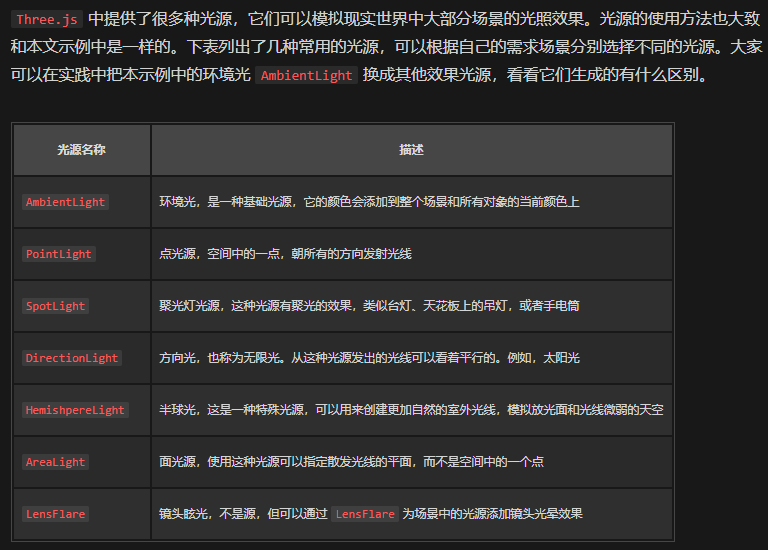 Three.js 中提供了很多种光源，它们可以模拟现实世界中大部分场景的光照效果。光源的使用方法也大致
和本文示例中是一样的。下表列出了几种常用的光源，可以根据自己的需求场景分别选择不同的光源。大家
可以在实践中把本示例中的环境光 AmbientLight 换成其他效果光源，看看它们生成的有什么区别。
光源名称 描述
AmbientLight 环境光，是一种基础光源，它的颜色会添加到整个场景和所有对象的当前颜色上
PointLight 点光源，空间中的一点，朝所有的方向发射光线
SpotLight 聚光灯光源，这种光源有聚光的效果，类似台灯、天花板上的吊灯，或者手电筒
DirectionLight 方向光，也称为无限光。从这种光源发出的光线可以看着平行的。例如，太阳光
HemishpereLight 半球光，这是一种特殊光源，可以用来创建更加自然的室外光线，模拟放光面和光线微弱的天空
AreaLight 面光源，使用这种光源可以指定散发光线的平面，而不是空间中的一个点
LensFlare 镜头眩光，不是源，但可以通过 LensFlare 为场景中的光源添加镜头光晕效果